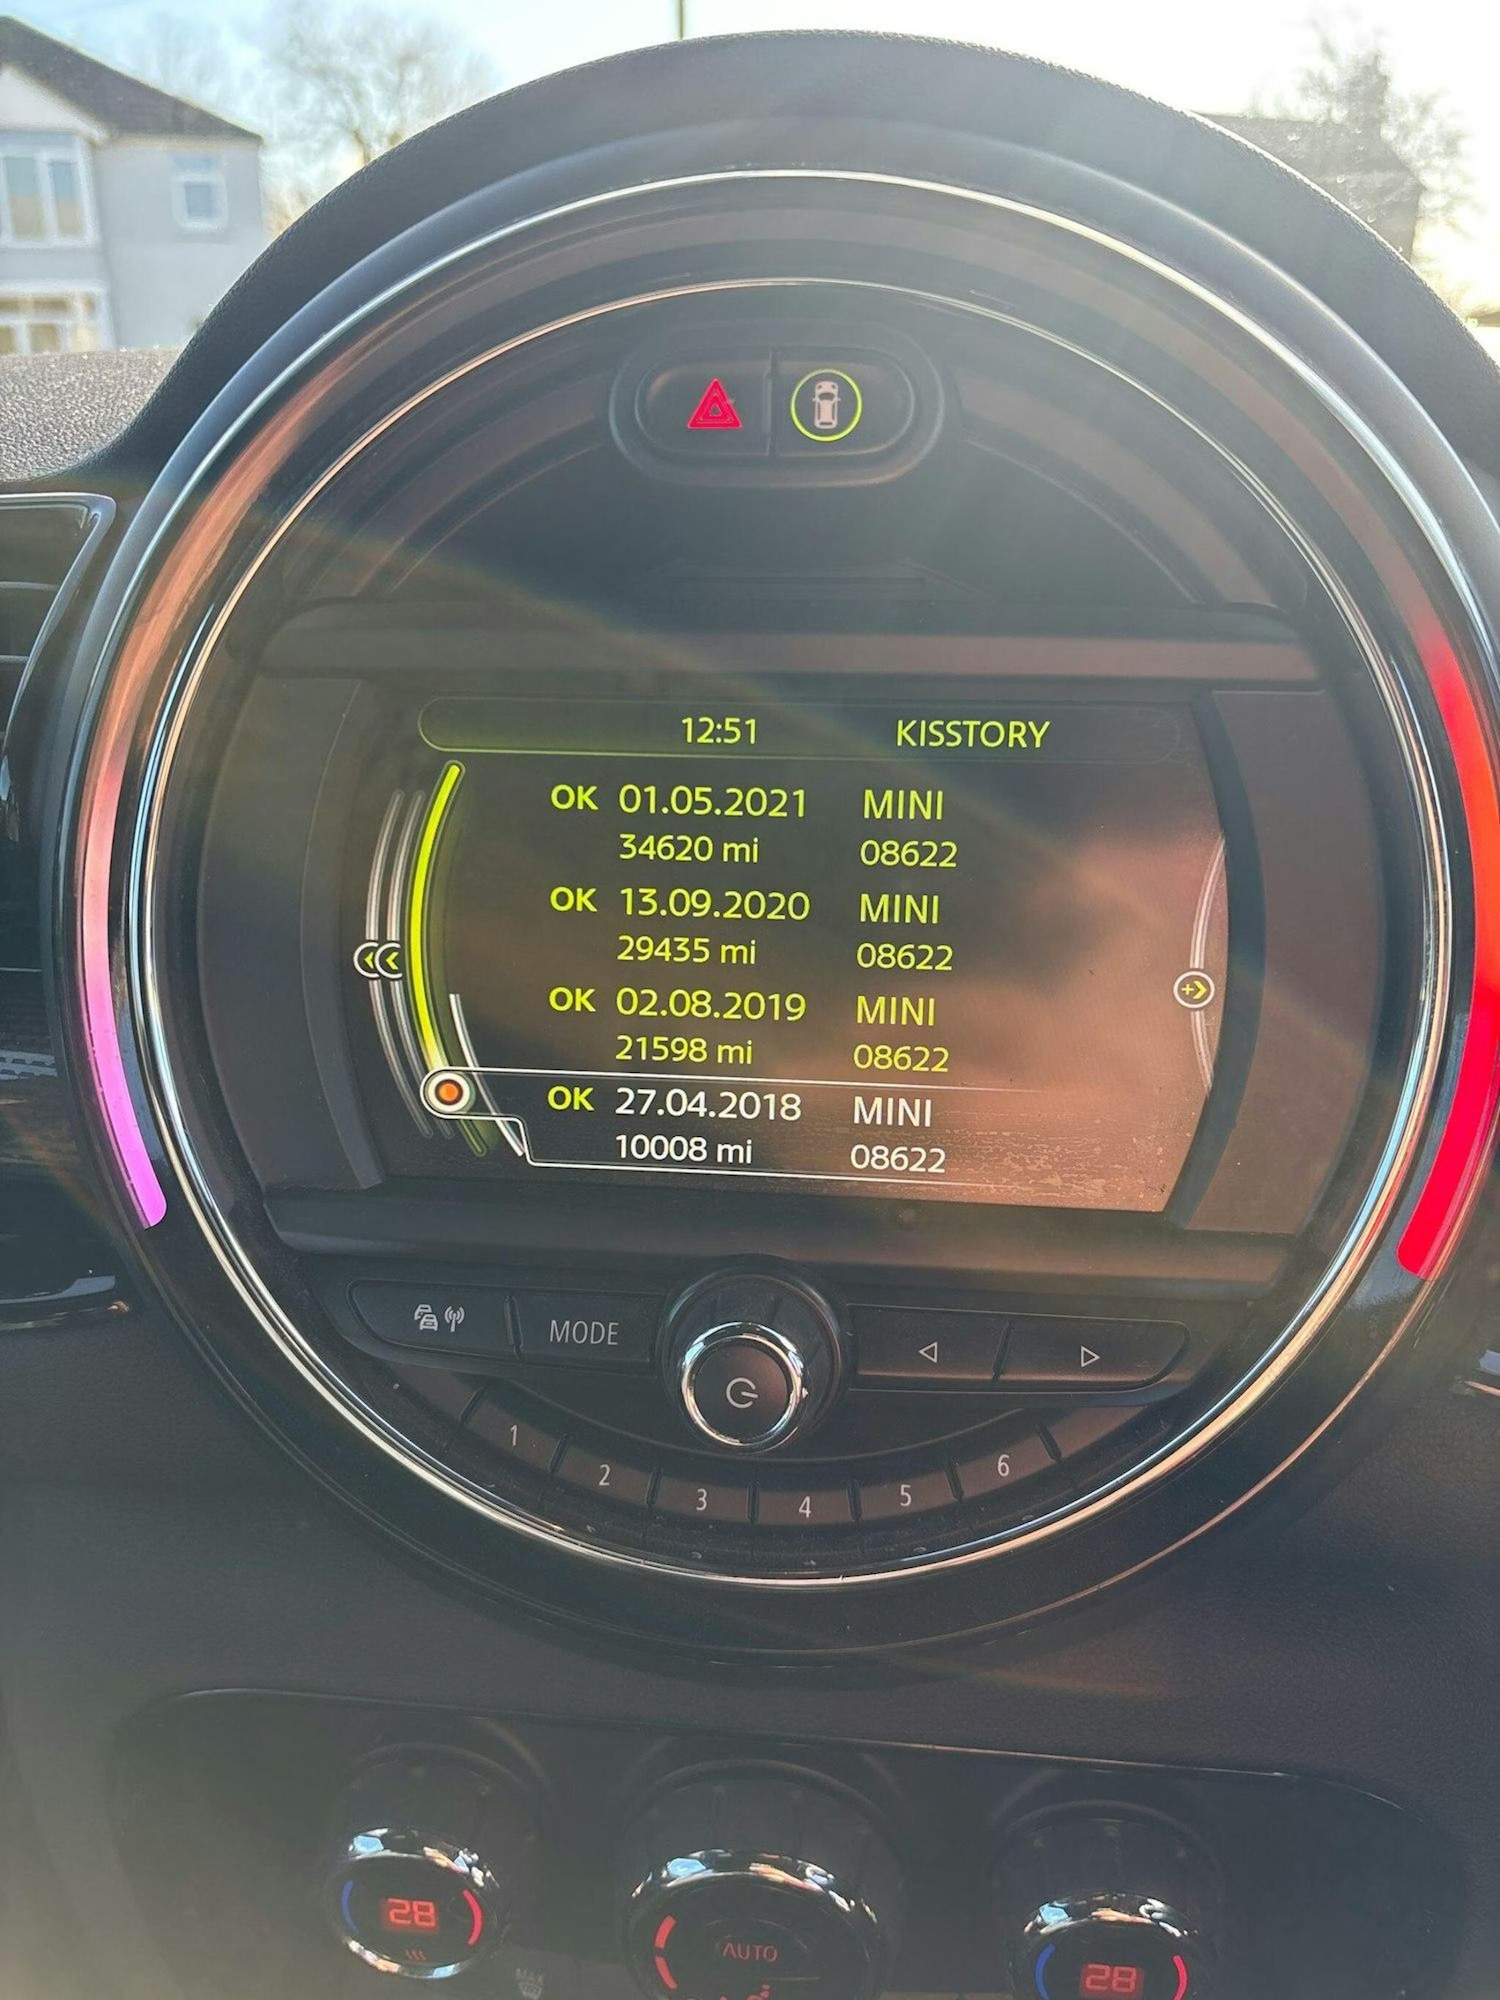 12:51 KISSTORY
OK 01.05.2021 MINI
34620 mi 08622
OK 13.09.2020 MINI
29435 mi 08622
OK 02.08.2019 MINI
21598 mi 08622
OK 27.04.2018 MINI
10008 mi 08622
MODE
1 2 3 4 5 6
28 AUTO 28
MAX